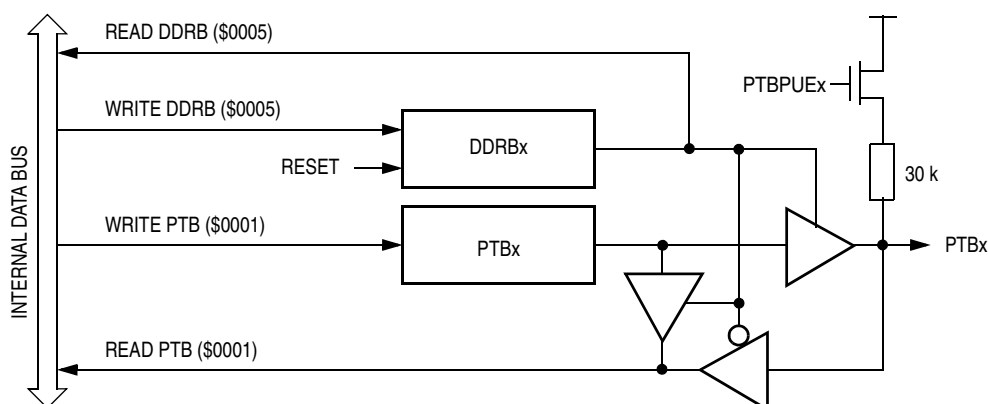 READ DDRB ($0005)
PTBPUEx
WRITE DDRB ($0005)
DDRBx
RESET
30 k
INTERNAL DATA BUS
WRITE PTB ($0001)
PTBx
PTBx
READ PTB ($0001)